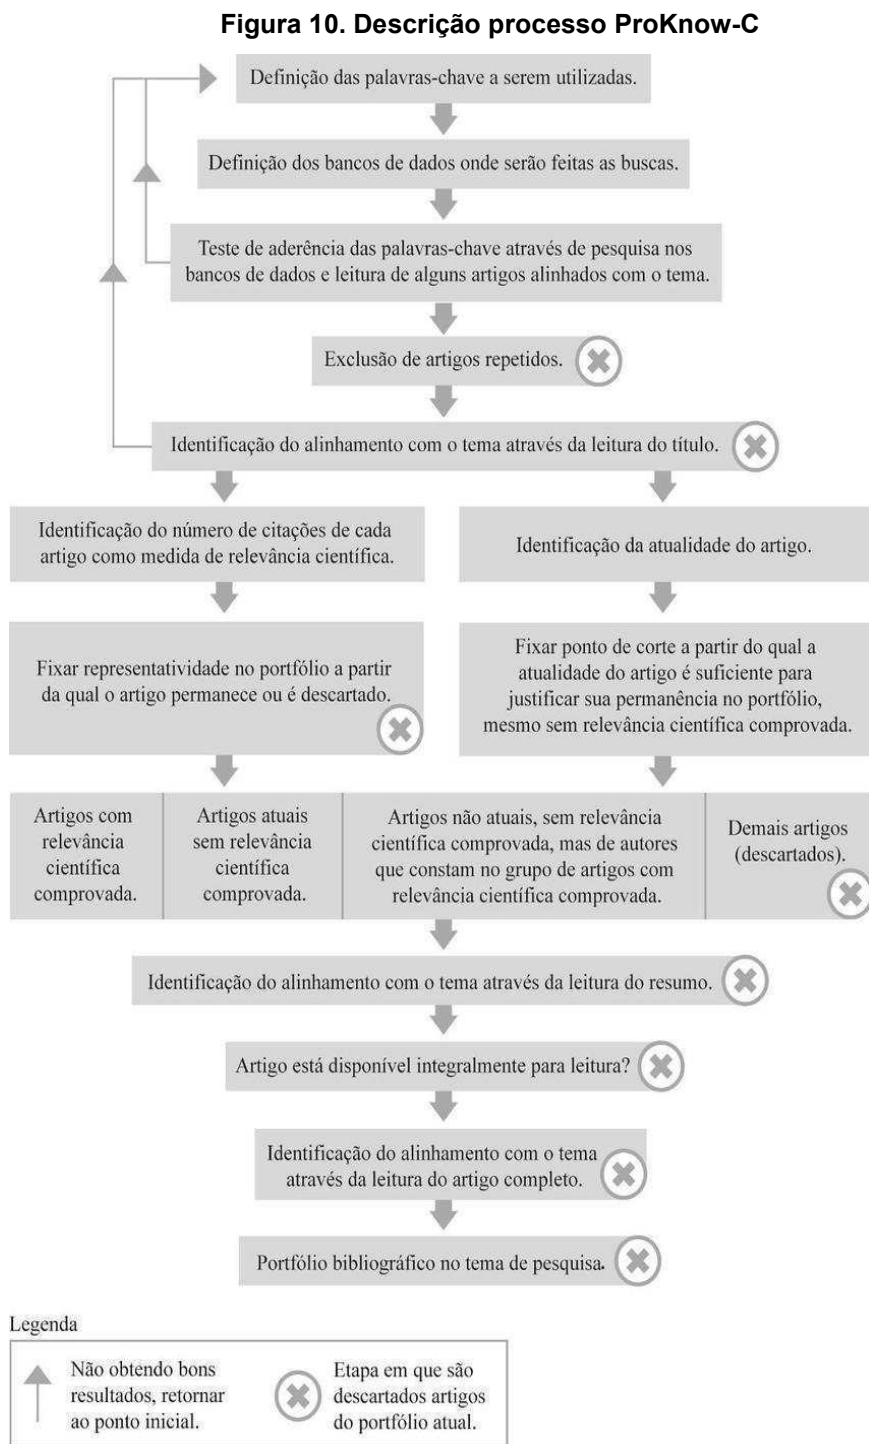 Figura 10. Descrição processo ProKnow-C
Definição das palavras-chave a serem utilizadas.
Definição dos bancos de dados onde serão feitas as buscas.
Teste de aderência das palavras-chave através de pesquisa nos
bancos de dados e leitura de alguns artigos alinhados com o tema.
Exclusão de artigos repetidos.
Identificação do alinhamento com o tema através da leitura do título.
Identificação do número de citações de cada
artigo como medida de relevância científica.
Identificação da atualidade do artigo.
Fixar representatividade no portfólio a partir
da qual o artigo permanece ou é descartado.
Fixar ponto de corte a partir do qual a
atualidade do artigo é suficiente para
justificar sua permanência no portfólio,
mesmo sem relevância científica comprovada.
Artigos com
relevância
científica
comprovada.
Artigos atuais
sem relevância
científica
comprovada.
Artigos não atuais, sem relevância
científica comprovada, mas de autores
que constam no grupo de artigos com
relevância científica comprovada.
Demais artigos
(descartados).
Identificação do alinhamento com o tema através da leitura do resumo.
Artigo está disponível integralmente para leitura?
Identificação do alinhamento com o tema
através da leitura do artigo completo.
Portfólio bibliográfico no tema de pesquisa.
Legenda
Não obtendo bons
resultados, retornar
ao ponto inicial.
Etapa em que são
descartados artigos
do portfólio atual.